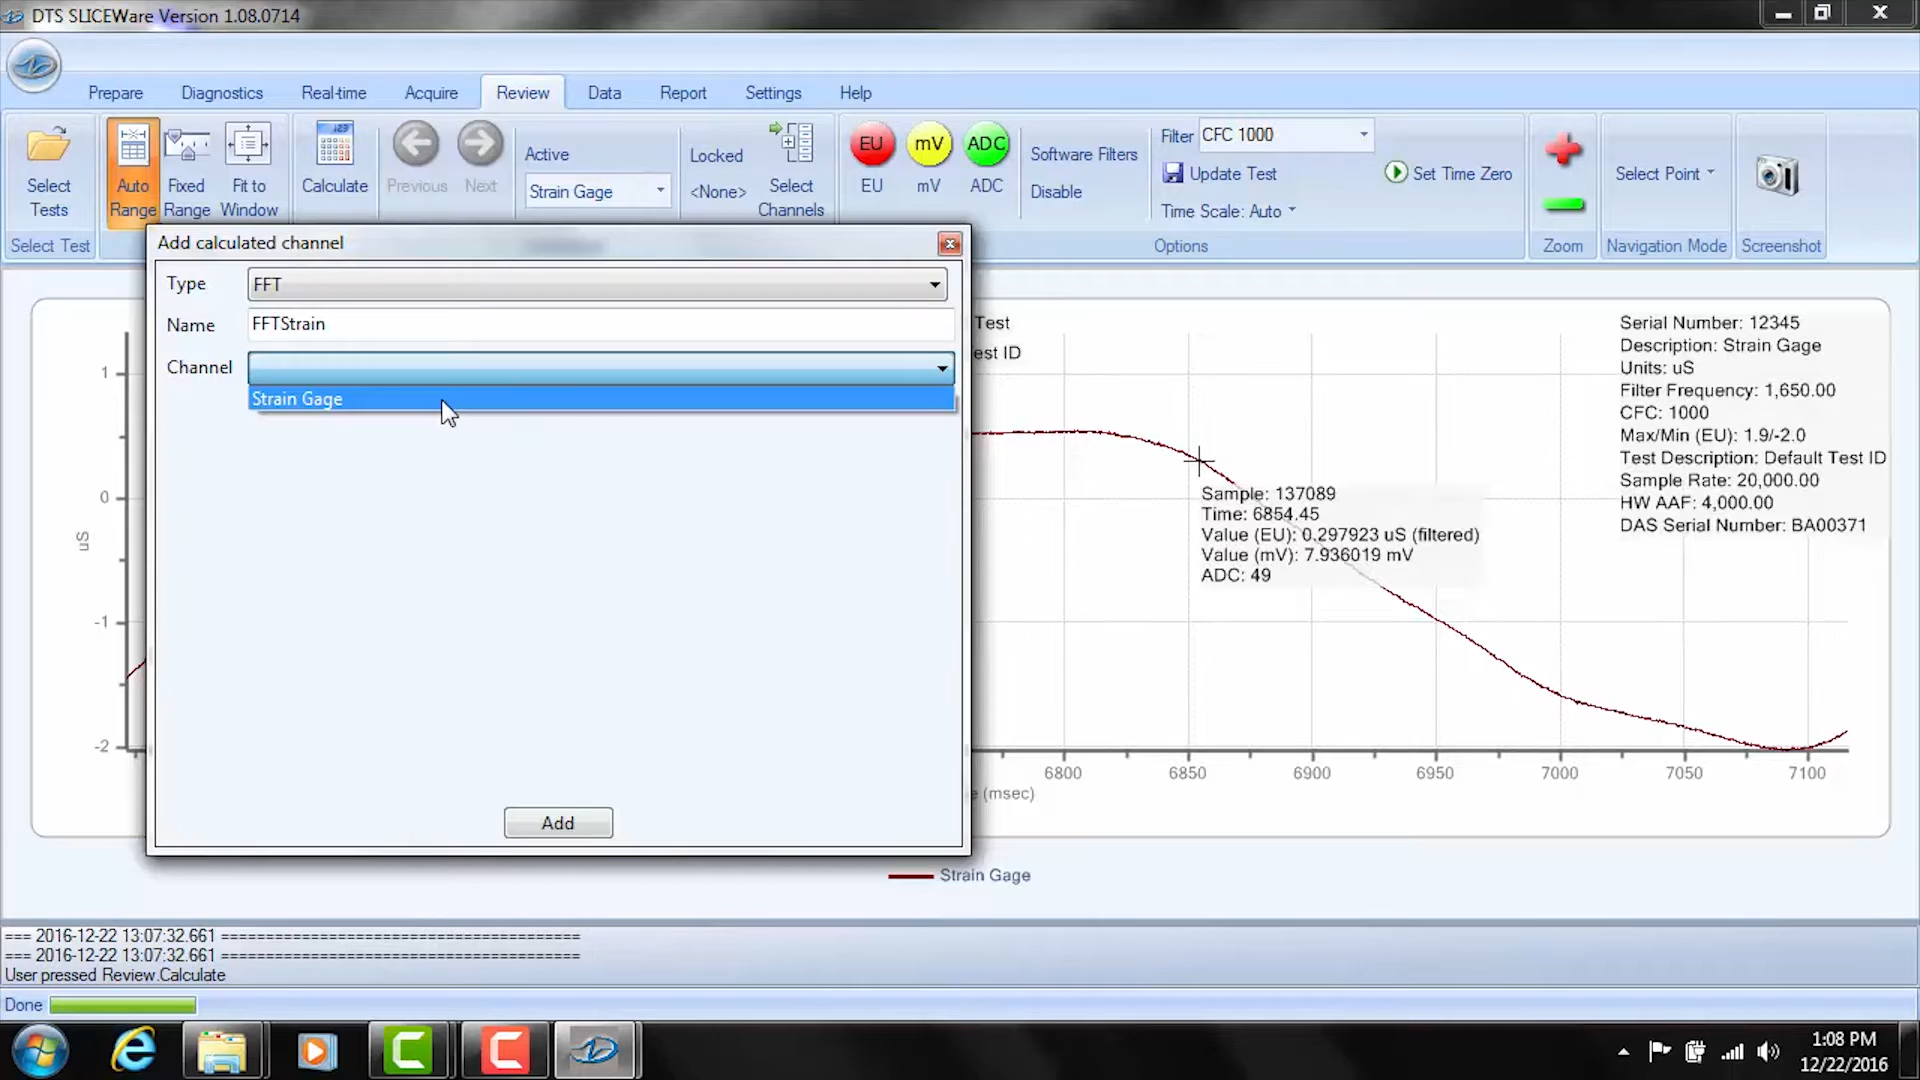 DTS SLICEWare Version 1.08.0714
Prepare
Diagnostics
Real-time
Acquire
Review
Data
Report
Settings
Help
Select
Tests
Select Test
Auto
Range
Fixed
Range
Fit to
Window
123
Calculate
Previous
Next
Active
Strain Gage
Locked
<None>
Select
Channels
EU
EU
mV
mV
ADC
ADC
Software Filters
Disable
Filter CFC 1000
Update Test
Time Scale: Auto
Set Time Zero
Options
Zoom
Select Point
Navigation Mode
Screenshot
Add calculated channel
Type FFT
Name FFTStrain
Channel
Strain Gage
Add
Test
est ID
Serial Number: 12345
Description: Strain Gage
Units: uS
Filter Frequency: 1,650.00
CFC: 1000
Max/Min (EU): 1.9/-2.0
Test Description: Default Test ID
Sample Rate: 20,000.00
HW AAF: 4,000.00
DAS Serial Number: BA00371
Sample: 137089
Time: 6854.45
Value (EU): 0.297923 uS (filtered)
Value (mV): 7.936019 mV
ADC: 49
1
0
uS
-1
-2
6800
6850
6900
6950
7000
7050
7100
e (msec)
Strain Gage
=== 2016-12-22 13:07:32.661 ========================================
=== 2016-12-22 13:07:32.661 ========================================
User pressed Review.Calculate
Done
1:08 PM
12/22/2016